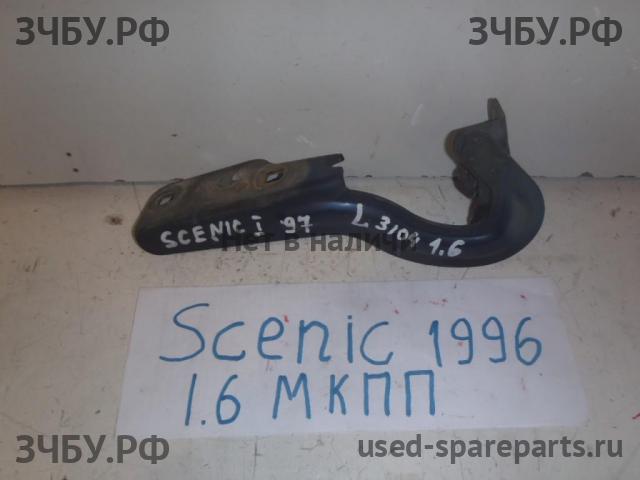 ЗЧБУ.РФ ЗЧБУ.РФ
SCENIC I 97 L 1.6
Нет в наличии
Scenic 1996
1.6 МКПП
ЗЧБУ.РФ used-spareparts.ru